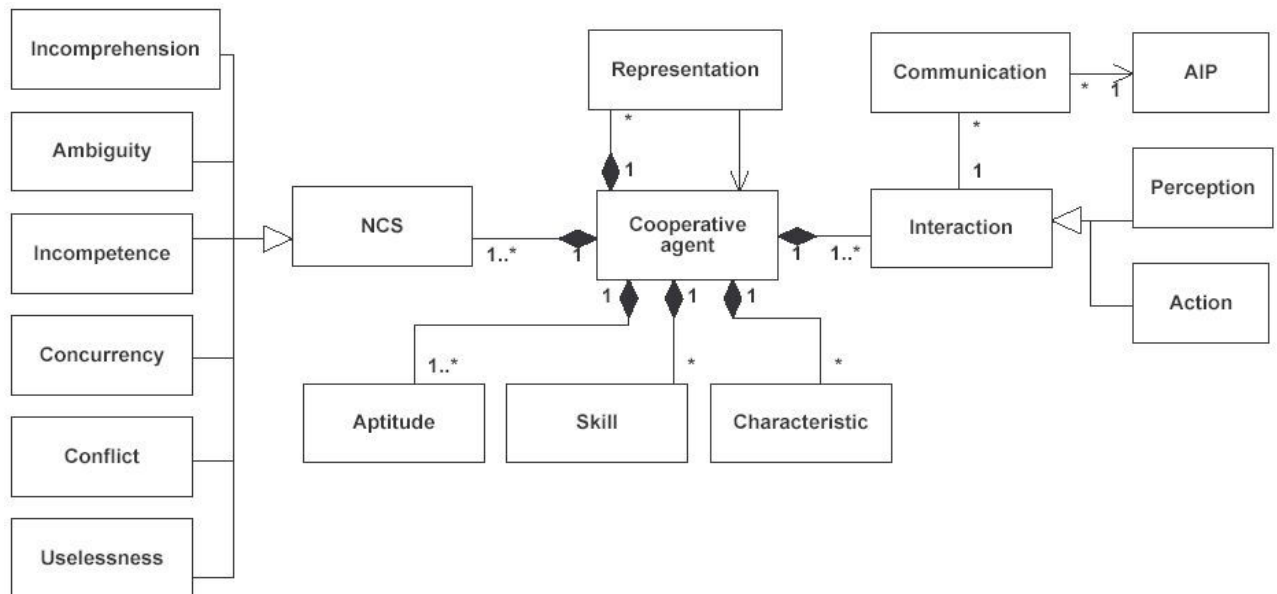 Incomprehension
Ambiguity
Incompetence
Concurrency
Conflict
Uselessness
NCS
1..*
1
Representation
*
1
Cooperative
agent
1
1..*
Aptitude
1
*
Skill
1
*
Characteristic
1
1..*
Interaction
1
*
Communication
*
1
AIP
Perception
Action